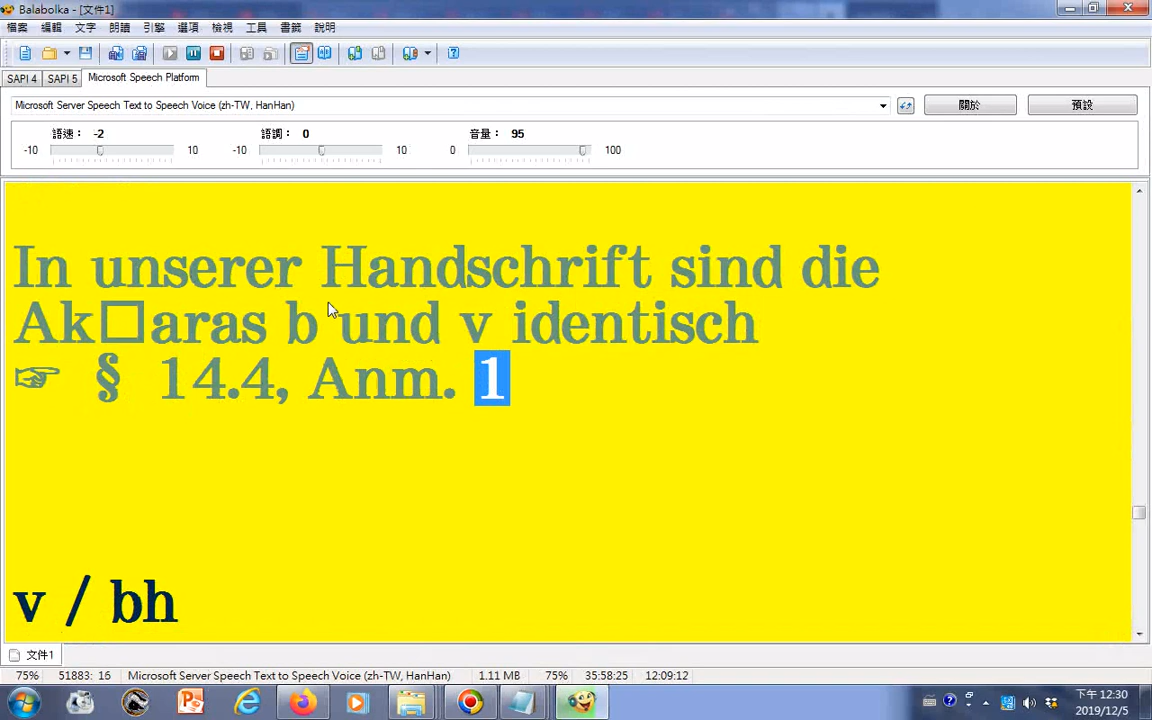 Balabolka - [文件1]
檔案 編輯 文字 朗讀 引擎 選項 檢視 工具 書籤 說明
SAPI 4 SAPI 5 Microsoft Speech Platform
Microsoft Server Speech Text to Speech Voice (zh-TW, HanHan) 關於 預設
語速： -2 語調： 0 音量： 95
-10 10 -10 10 0 100
In unserer Handschrift sind die
Ak□aras b und v identisch
☞ § 14.4, Anm. 1
v / bh
文件1
75% 51883: 16 Microsoft Server Speech Text to Speech Voice (zh-TW, HanHan) 1.11 MB 75% 35:58:25 12:09:12
下午 12:30
2019/12/5